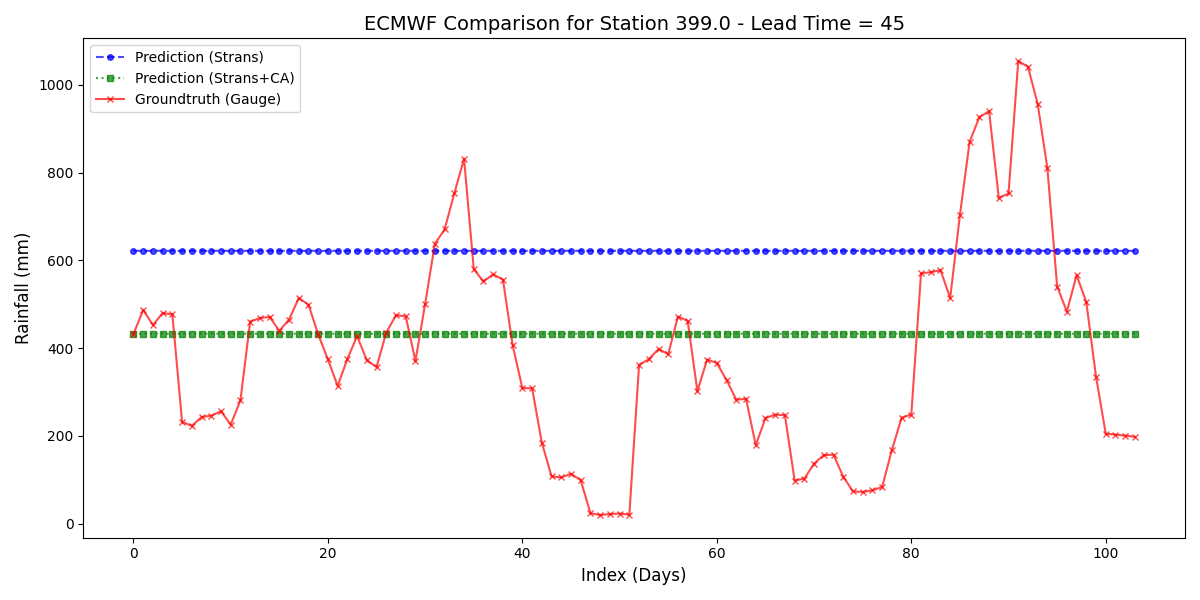 ECMWF Comparison for Station 399.0 - Lead Time = 45
Prediction (Strans)
Prediction (Strans+CA)
Groundtruth (Gauge)
Rainfall (mm)
1000
800
600
400
200
0
0 20 40 60 80 100
Index (Days)